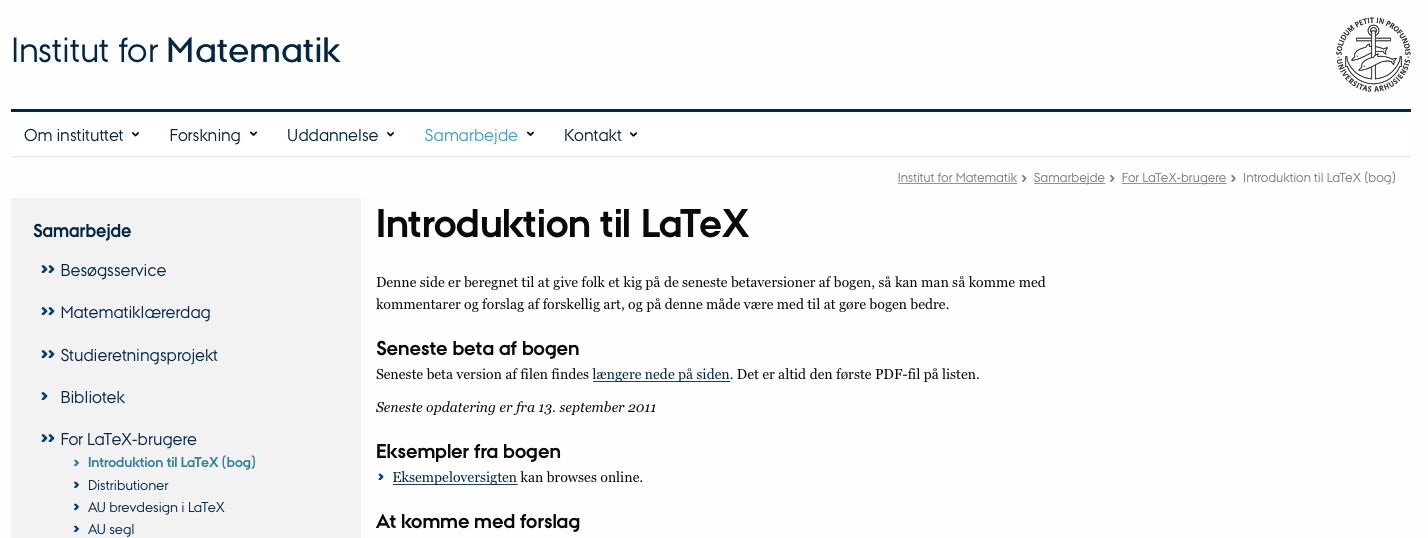 Institut for Matematik
SOLIDUM PETIT IN PROFUNDIS
UNIVERSITAS ARHUSIENSIS
Om instituttet
Forskning
Uddannelse
Samarbejde
Kontakt
Institut for Matematik > Samarbejde > For LaTeX-brugere > Introduktion til LaTeX (bog)
Samarbejde
Besøgsservice
Matematiklærerdag
Studieretningsprojekt
Bibliotek
For LaTeX-brugere
Introduktion til LaTeX (bog)
Distributioner
AU brevdesign i LaTeX
AU segl
Introduktion til LaTeX
Denne side er beregnet til at give folk et kig på de seneste betaversioner af bogen, så kan man så komme med
kommentarer og forslag af forskellig art, og på denne måde være med til at gøre bogen bedre.
Seneste beta af bogen
Seneste beta version af filen findes længere nede på siden. Det er altid den første PDF-fil på listen.
Seneste opdatering er fra 13. september 2011
Eksempler fra bogen
Eksempeloversigten kan browses online.
At komme med forslag